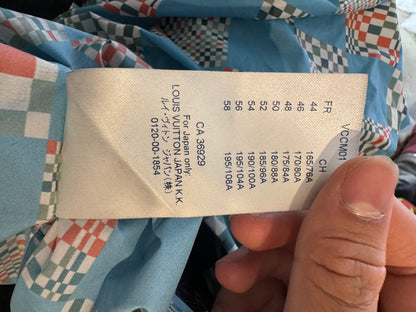 VCCM01
FR CH
44 165/76A
46 170/80A
48 175/84A
50 180/88A
52 185/96A
54 190/100A
56 195/104A
58 195/108A
CA 36929
For Japan only:
LOUIS VUITTON JAPAN K.K.
ルイ・ヴィトン ジャパン(株)
0120-00-1854